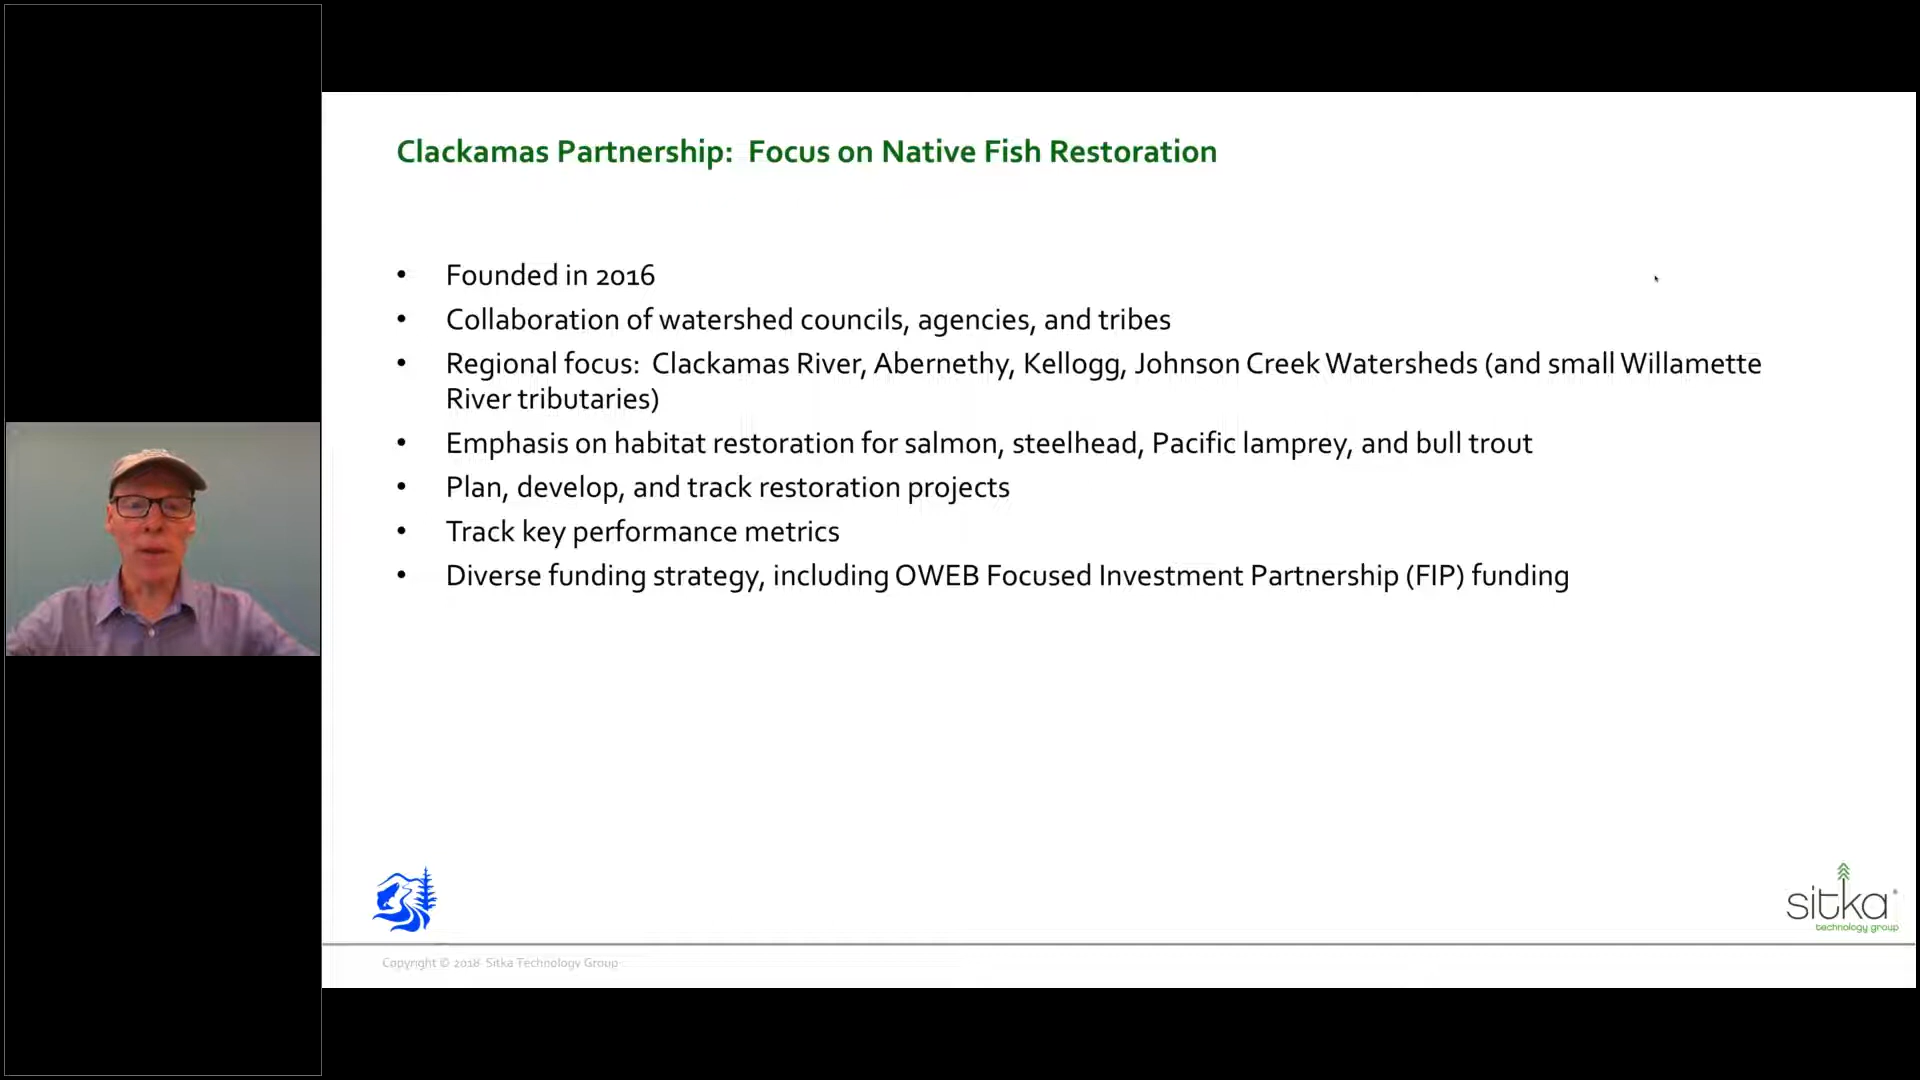 Clackamas Partnership: Focus on Native Fish Restoration
• Founded in 2016
• Collaboration of watershed councils, agencies, and tribes
• Regional focus: Clackamas River, Abernethy, Kellogg, Johnson Creek Watersheds (and small Willamette
River tributaries)
• Emphasis on habitat restoration for salmon, steelhead, Pacific lamprey, and bull trout
• Plan, develop, and track restoration projects
• Track key performance metrics
• Diverse funding strategy, including OWEB Focused Investment Partnership (FIP) funding
sitka®
technology group
Copyright © 2018 Sitka Technology Group